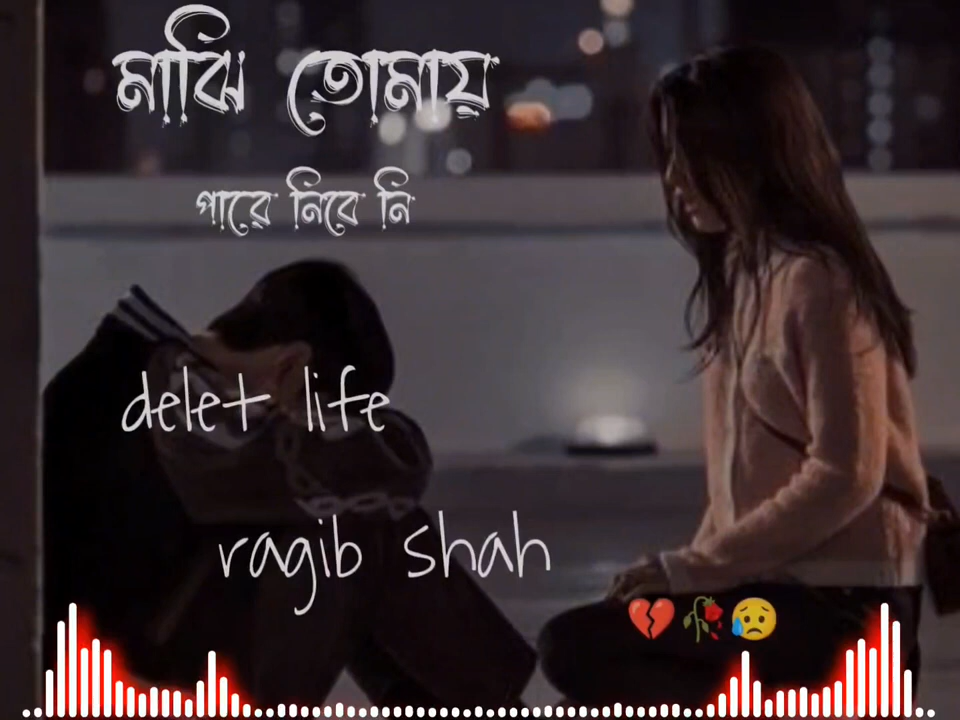 মাঝি তোমায়
পারে নিবে নি
delet life
ragib shah